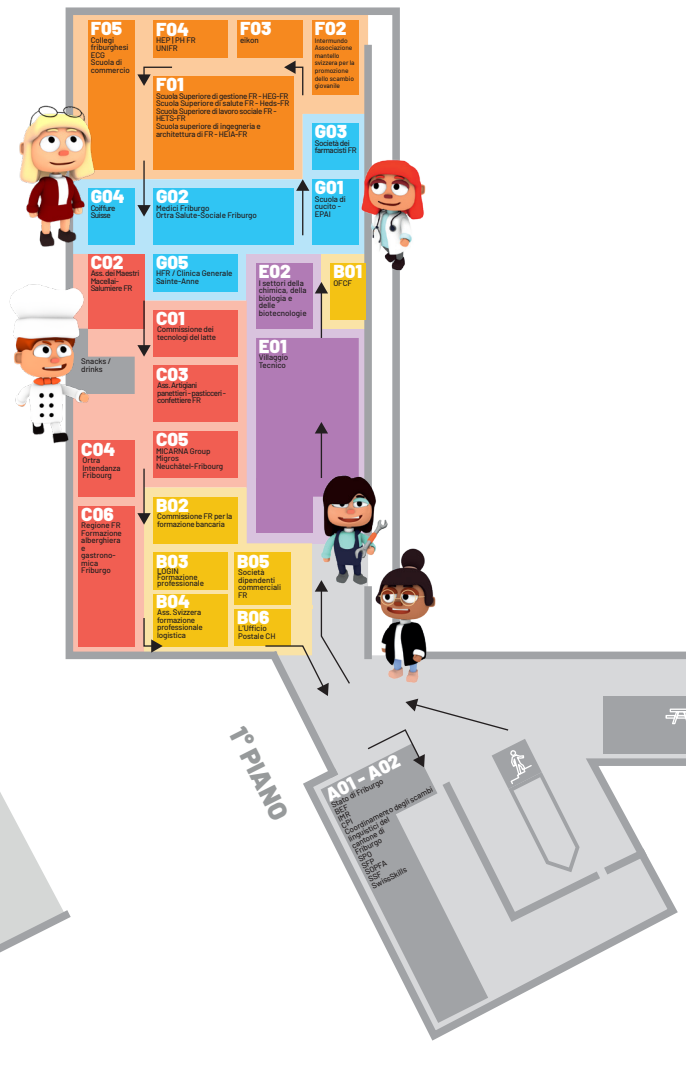 F05
Collegi
friburghesi
ECG
Scuola di
commercio
F04
HEP | PH FR
UNIFR
F03
eikon
F02
intermundo
Associazione
mantello
svizzera per la
promozione
dello scambio
giovanile
F01
Scuola Superiore di gestione FR - HEG-FR
Scuola Superiore di salute FR - Heds-FR
Scuola Superiore di lavoro sociale FR -
HETS-FR
Scuola superiore di ingegneria e
architettura di FR - HEIA-FR
G03
Società dei
farmacisti FR
G04
Coiffure
Suisse
G02
Medici Friburgo
Ortra Salute-Sociale Friburgo
G01
Scuola di
cucito -
EPAI
C02
Ass. dei Maestri
Macellai-
Salumiere FR
G05
HFR / Clinica Generale
Sainte-Anne
E02
I settori della
chimica, della
biologia e
delle
biotecnologie
B01
OFCF
C01
Commissione dei
tecnologi del latte
E01
Villaggio
Tecnico
Snacks /
drinks
C03
Ass. Artigiani
panettieri-pasticceri-
confettiere FR
C05
MICARNA Group
Migros
Neuchâtel-Fribourg
C04
Ortra
Intendanza
Fribourg
C06
Regione FR
Formazione
alberghiera
e
gastrono-
mica
Friburgo
B02
Commissione FR per la
formazione bancaria
B03
LOGIN
Formazione
professionale
B05
Società
dipendenti
commerciali
FR
B04
Ass. Svizzera
formazione
professionale
logistica
B06
L'Ufficio
Postale CH
1° PIANO
A01 - A02
Stato di Friburgo
BEF
IMR
CPI
Coordinamento degli scambi
linguistici del
cantone di
Friburgo
SPO
SFP
SOPFA
SSF
SwissSkills